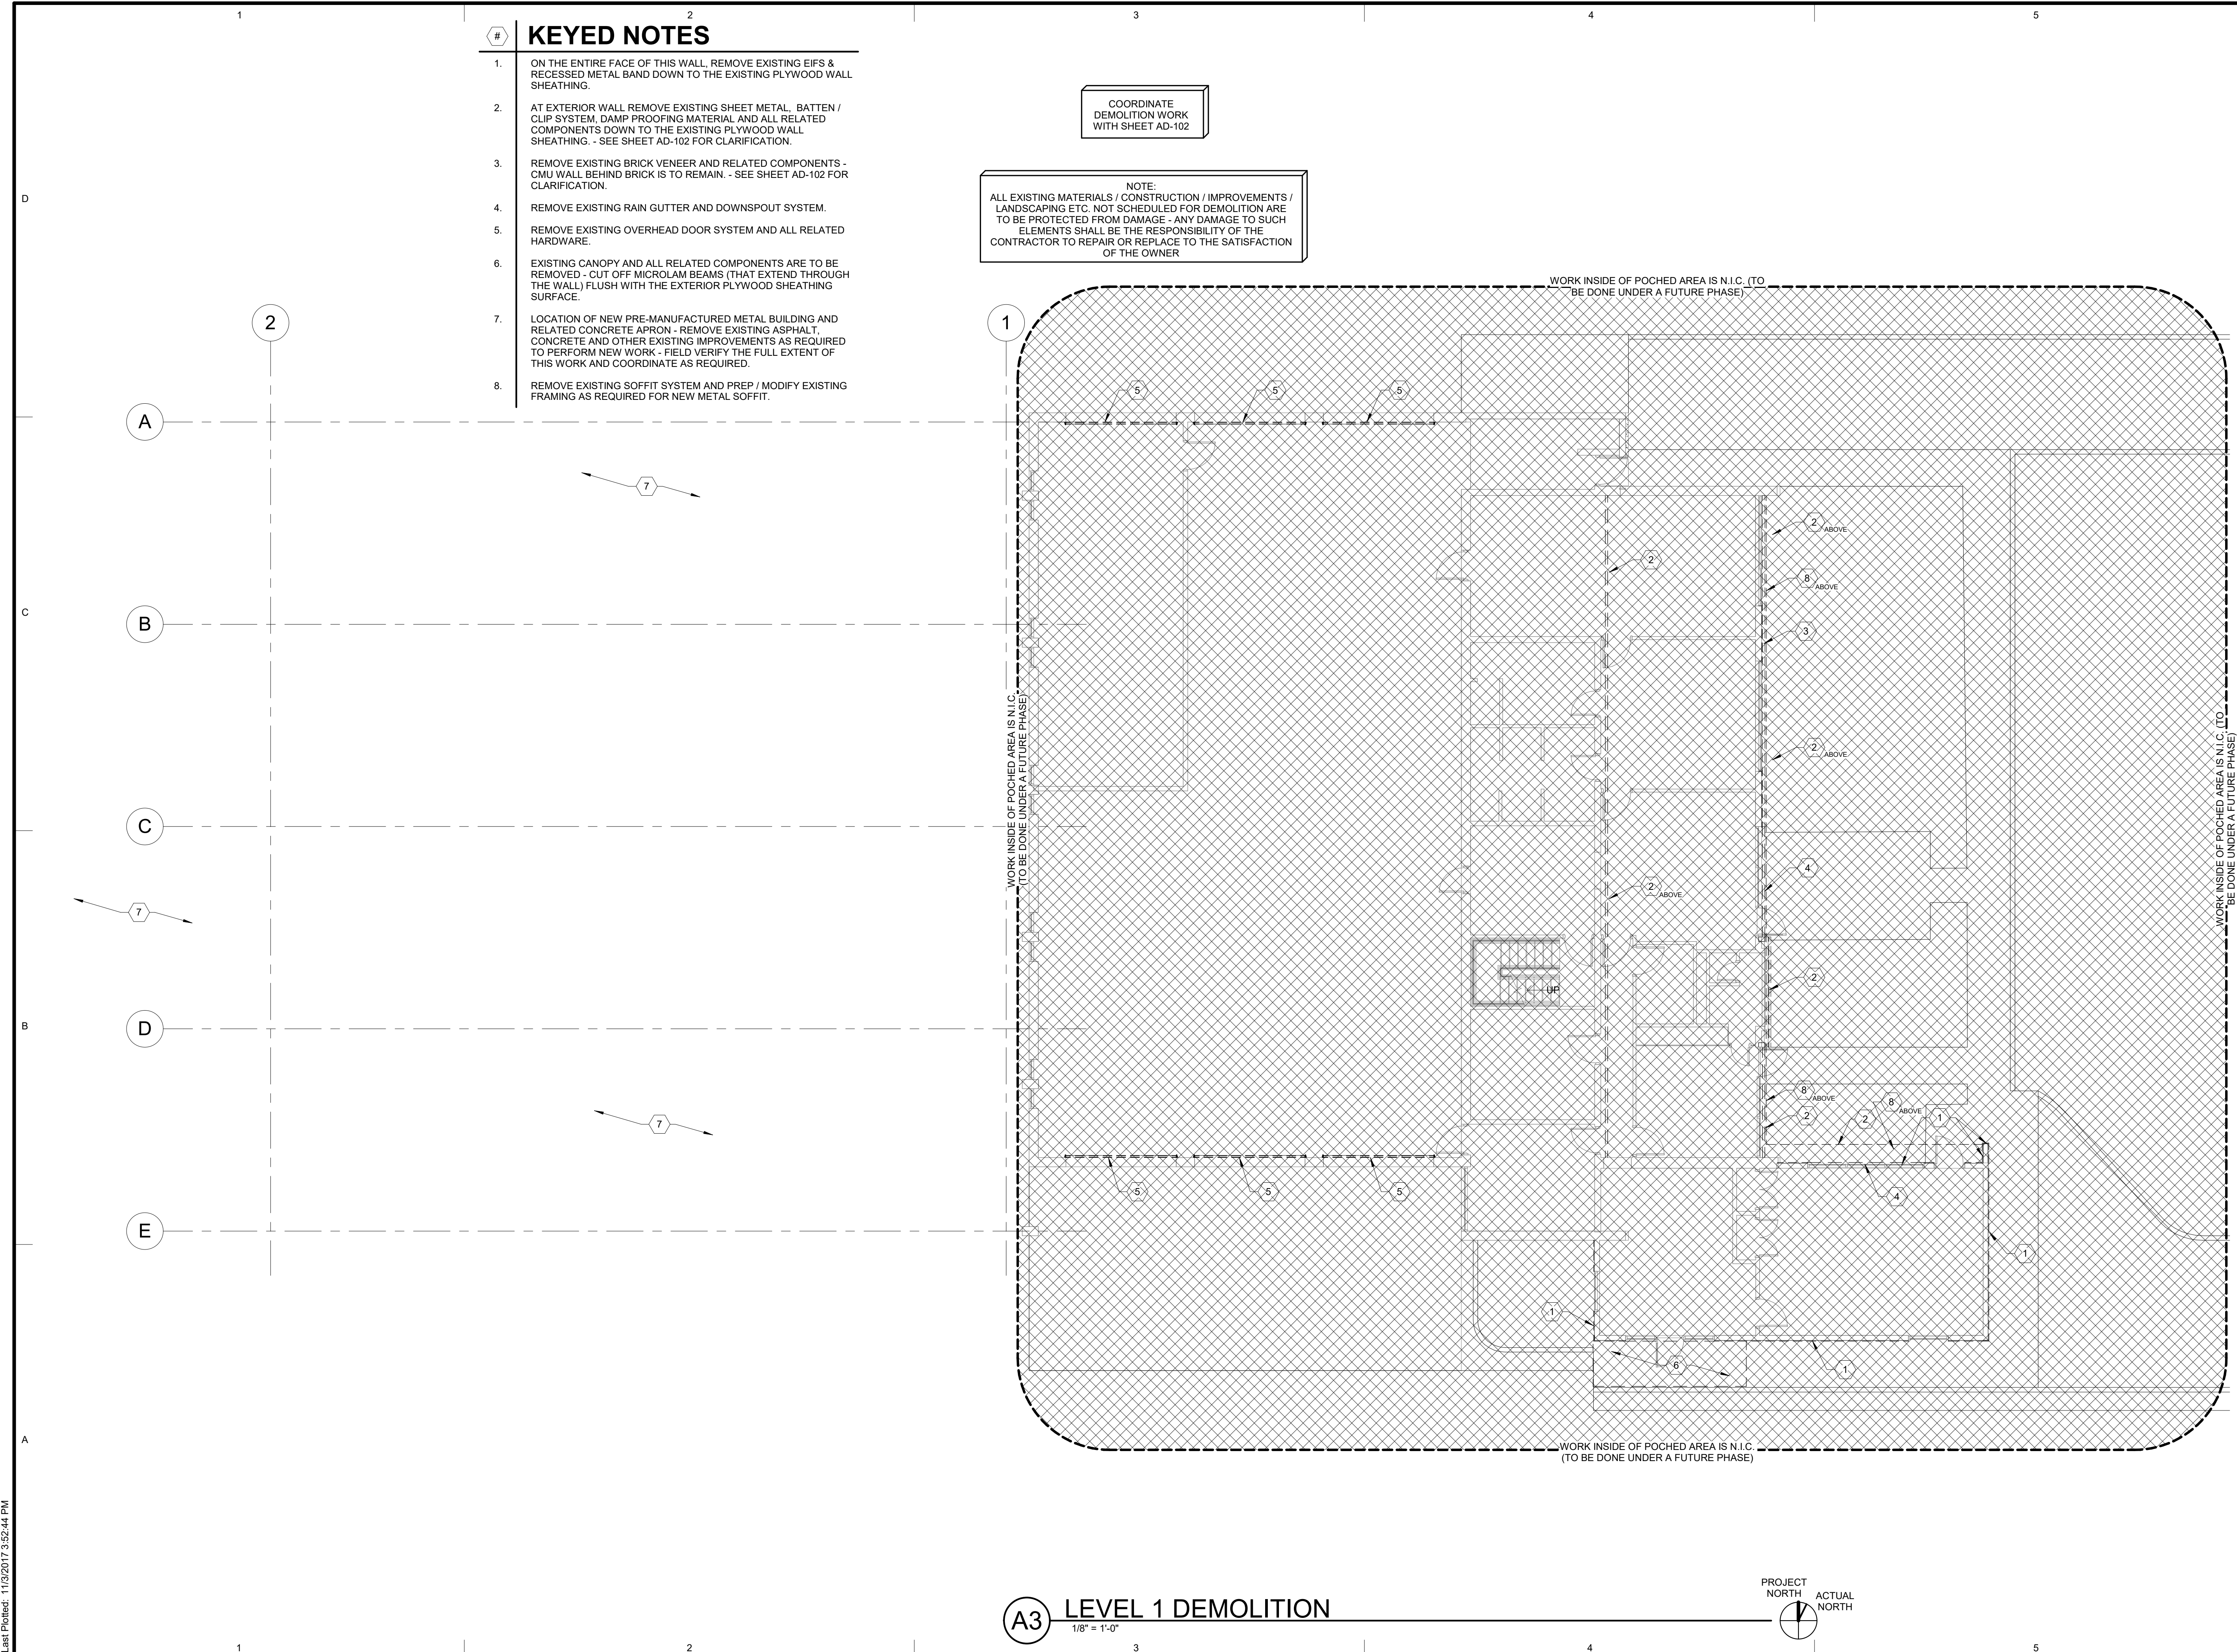 1 2 3 4 5
# KEYED NOTES
1. ON THE ENTIRE FACE OF THIS WALL, REMOVE EXISTING EIFS &
RECESSED METAL BAND DOWN TO THE EXISTING PLYWOOD WALL
SHEATHING.
2. AT EXTERIOR WALL REMOVE EXISTING SHEET METAL, BATTEN /
CLIP SYSTEM, DAMP PROOFING MATERIAL AND ALL RELATED
COMPONENTS DOWN TO THE EXISTING PLYWOOD WALL
SHEATHING. - SEE SHEET AD-102 FOR CLARIFICATION.
3. REMOVE EXISTING BRICK VENEER AND RELATED COMPONENTS -
CMU WALL BEHIND BRICK IS TO REMAIN. - SEE SHEET AD-102 FOR
CLARIFICATION.
4. REMOVE EXISTING RAIN GUTTER AND DOWNSPOUT SYSTEM.
5. REMOVE EXISTING OVERHEAD DOOR SYSTEM AND ALL RELATED
HARDWARE.
6. EXISTING CANOPY AND ALL RELATED COMPONENTS ARE TO BE
REMOVED - CUT OFF MICROLAM BEAMS (THAT EXTEND THROUGH
THE WALL) FLUSH WITH THE EXTERIOR PLYWOOD SHEATHING
SURFACE.
7. LOCATION OF NEW PRE-MANUFACTURED METAL BUILDING AND
RELATED CONCRETE APRON - REMOVE EXISTING ASPHALT,
CONCRETE AND OTHER EXISTING IMPROVEMENTS AS REQUIRED
TO PERFORM NEW WORK - FIELD VERIFY THE FULL EXTENT OF
THIS WORK AND COORDINATE AS REQUIRED.
8. REMOVE EXISTING SOFFIT SYSTEM AND PREP / MODIFY EXISTING
FRAMING AS REQUIRED FOR NEW METAL SOFFIT.
COORDINATE
DEMOLITION WORK
WITH SHEET AD-102
NOTE:
ALL EXISTING MATERIALS / CONSTRUCTION / IMPROVEMENTS /
LANDSCAPING ETC. NOT SCHEDULED FOR DEMOLITION ARE
TO BE PROTECTED FROM DAMAGE - ANY DAMAGE TO SUCH
ELEMENTS SHALL BE THE RESPONSIBILITY OF THE
CONTRACTOR TO REPAIR OR REPLACE TO THE SATISFACTION
OF THE OWNER
D
C
B
A
2
1
A
B
C
D
E
7
7
7
WORK INSIDE OF POCHED AREA IS N.I.C. (TO
BE DONE UNDER A FUTURE PHASE)
WORK INSIDE OF POCHED AREA IS N.I.C.
(TO BE DONE UNDER A FUTURE PHASE)
WORK INSIDE OF POCHED AREA IS N.I.C. (TO
BE DONE UNDER A FUTURE PHASE)
5 5 5
2 ABOVE
2
8 ABOVE
3
2 ABOVE
4
2 ABOVE
2
UP
8 ABOVE
8 ABOVE
2
2
1
5 5 5
4
1
1
6
1
WORK INSIDE OF POCHED AREA IS N.I.C.
(TO BE DONE UNDER A FUTURE PHASE)
A3 LEVEL 1 DEMOLITION
1/8" = 1'-0"
PROJECT
NORTH
ACTUAL
NORTH
Last Plotted: 11/3/2017 3:52:44 PM
1 2 3 4 5